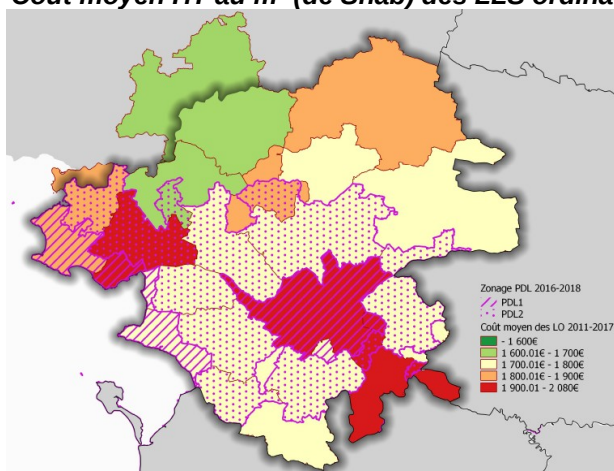 Coût moyen HT au m² (de Shab) des LLS ordina
Zonage PDL 2016-2018
PDL1
PDL2
Coût moyen des LO 2011-2017
- 1 600€
1 600.01€ - 1 700€
1 700.01€ - 1 800€
1 800.01€ - 1 900€
1 900.01 - 2 080€